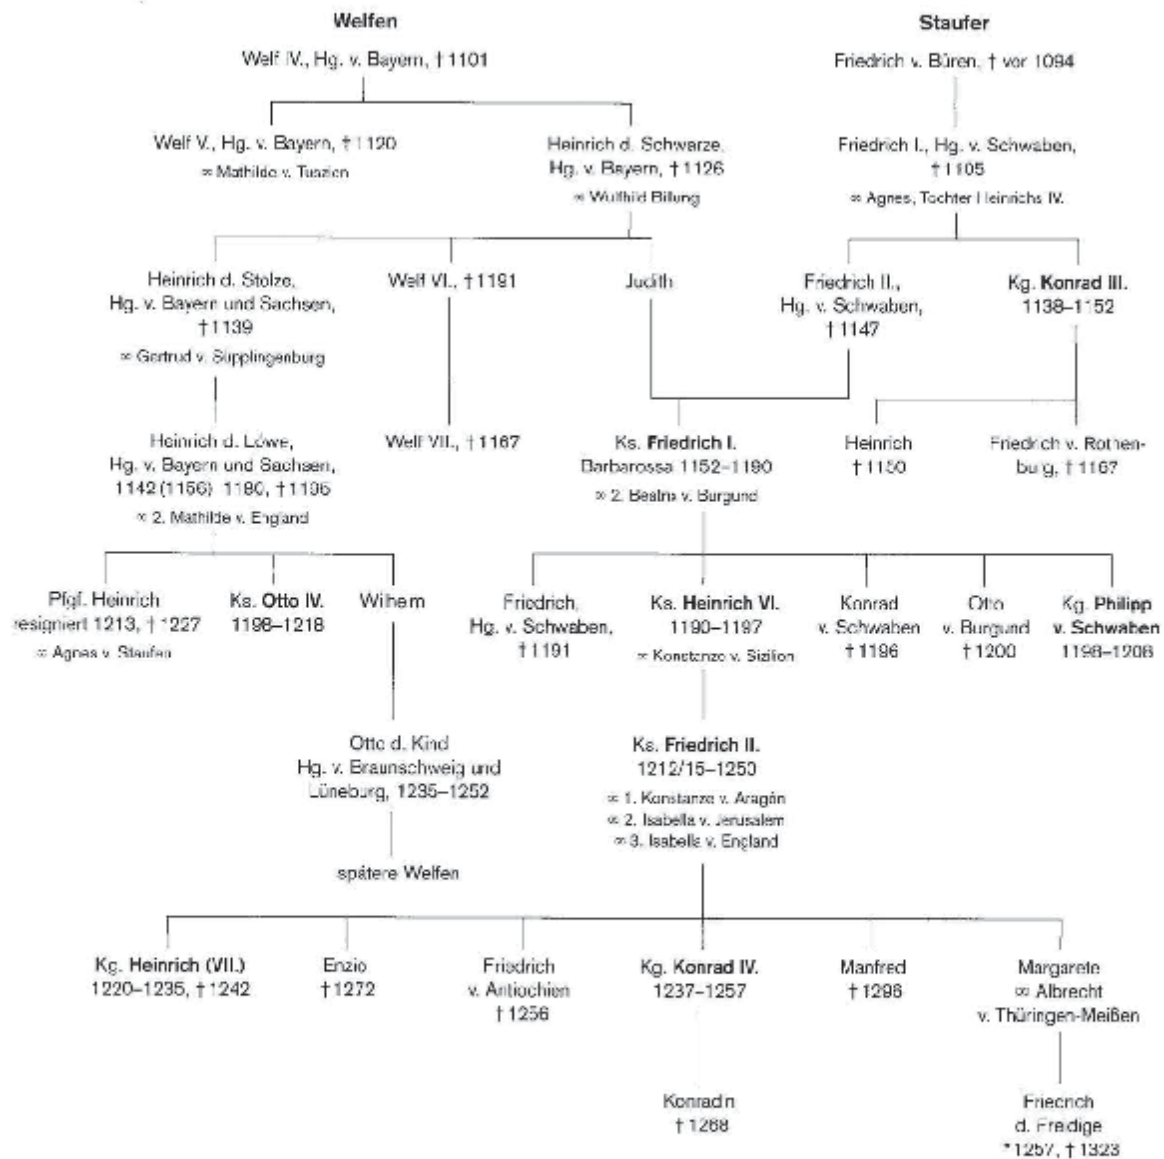 Welfen
Staufer
Welf IV., Hg. v. Bayern, † 1101
Friedrich v. Büren, † vor 1094
Welf V., Hg. v. Bayern, † 1120
∞ Mathilde v. Tuszien
Heinrich d. Schwarze,
Hg. v. Bayern, † 1126
∞ Wulfhild Billung
Friedrich I., Hg. v. Schwaben,
† 1105
∞ Agnes, Tochter Heinrichs IV.
Heinrich d. Stolze,
Hg. v. Bayern und Sachsen,
† 1139
∞ Gertrud v. Supplingenburg
Welf VI., † 1191
Judith
Friedrich II.,
Hg. v. Schwaben,
† 1147
Kg. Konrad III.
1138–1152
Heinrich d. Löwe,
Hg. v. Bayern und Sachsen,
1142 (1156)–1180, † 1195
∞ 2. Mathilde v. England
Welf VII., † 1167
Ks. Friedrich I.
Barbarossa 1152–1190
∞ 2. Beatrix v. Burgund
Heinrich
† 1150
Friedrich v. Rothen-
burg, † 1167
Pfgf. Heinrich
resigniert 1213, † 1227
∞ Agnes v. Staufen
Ks. Otto IV.
1198–1218
Wilhem
Friedrich,
Hg. v. Schwaben,
† 1191
Ks. Heinrich VI.
1190–1197
∞ Konstanze v. Sizilien
Konrad
v. Schwaben
† 1196
Otto
v. Burgund
† 1200
Kg. Philipp
v. Schwaben
1198–1208
Otto d. Kind
Hg. v. Braunschweig und
Lüneburg, 1235–1252
spätere Welfen
Ks. Friedrich II.
1212/15–1250
∞ 1. Konstanze v. Aragón
∞ 2. Isabella v. Jerusalem
∞ 3. Isabella v. England
Kg. Heinrich (VII.)
1220–1235, † 1242
Enzio
† 1272
Friedrich
v. Antiochien
† 1256
Kg. Konrad IV.
1237–1257
Manfred
† 1296
Margarete
∞ Albrecht
v. Thüringen-Meißen
Konradin
† 1268
Friedrich
d. Freidige
*1257, † 1323